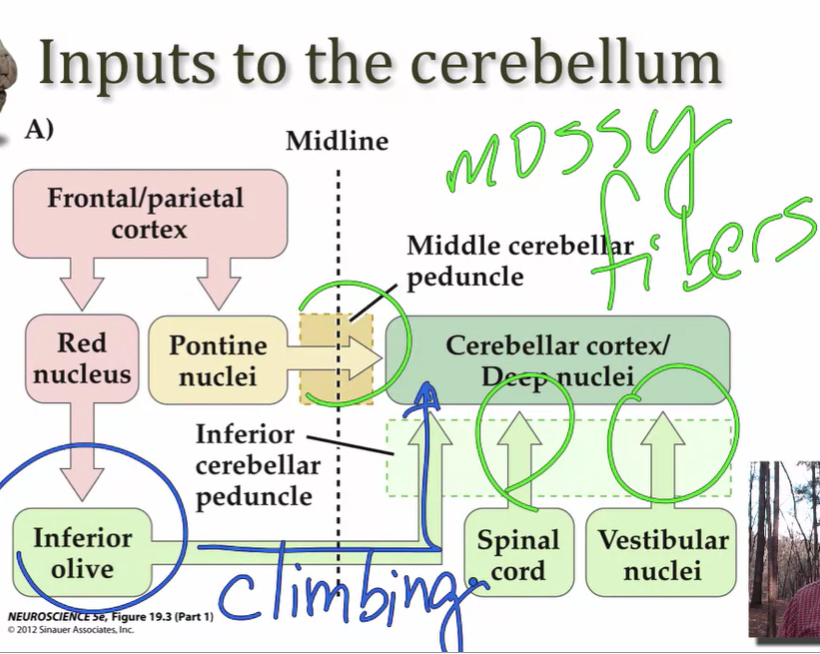 Inputs to the cerebellum
A)
Midline
mossy
fibers
Frontal/parietal
cortex
Middle cerebellar
peduncle
Red
nucleus
Pontine
nuclei
Cerebellar cortex/
Deep nuclei
Inferior
cerebellar
peduncle
Inferior
olive
climbing
Spinal
cord
Vestibular
nuclei
NEUROSCIENCE 5e, Figure 19.3 (Part 1)
© 2012 Sinauer Associates, Inc.